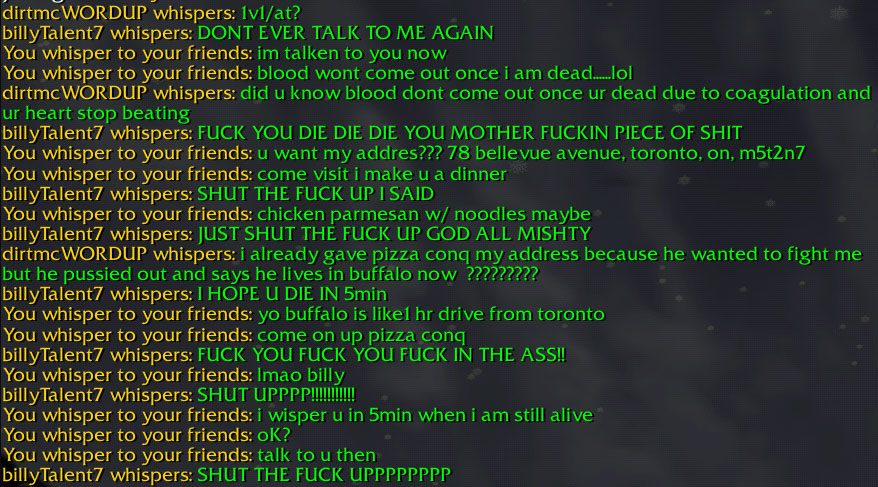 dirtmcWORDUP whispers: 1v1/at?
billyTalent7 whispers: DONT EVER TALK TO ME AGAIN
You whisper to your friends: im talken to you now
You whisper to your friends: blood wont come out once i am dead......lol
dirtmcWORDUP whispers: did u know blood dont come out once ur dead due to coagulation and
ur heart stop beating
billyTalent7 whispers: FUCK YOU DIE DIE DIE YOU MOTHER FUCKIN PIECE OF SHIT
You whisper to your friends: u want my addres??? 78 bellevue avenue, toronto, on, m5t2n7
You whisper to your friends: come visit i make u a dinner
billyTalent7 whispers: SHUT THE FUCK UP I SAID
You whisper to your friends: chicken parmesan w/ noodles maybe
billyTalent7 whispers: JUST SHUT THE FUCK UP GOD ALL MISHTY
dirtmcWORDUP whispers: i already gave pizza conq my address because he wanted to fight me
but he pussied out and says he lives in buffalo now ?????????
billyTalent7 whispers: I HOPE U DIE IN 5min
You whisper to your friends: yo buffalo is like1 hr drive from toronto
You whisper to your friends: come on up pizza conq
billyTalent7 whispers: FUCK YOU FUCK YOU FUCK IN THE ASS!!
You whisper to your friends: lmao billy
billyTalent7 whispers: SHUT UPPPP!!!!!!!!!!!
You whisper to your friends: i wisper u in 5min when i am still alive
You whisper to your friends: oK?
You whisper to your friends: talk to u then
billyTalent7 whispers: SHUT THE FUCK UPPPPPPPPP